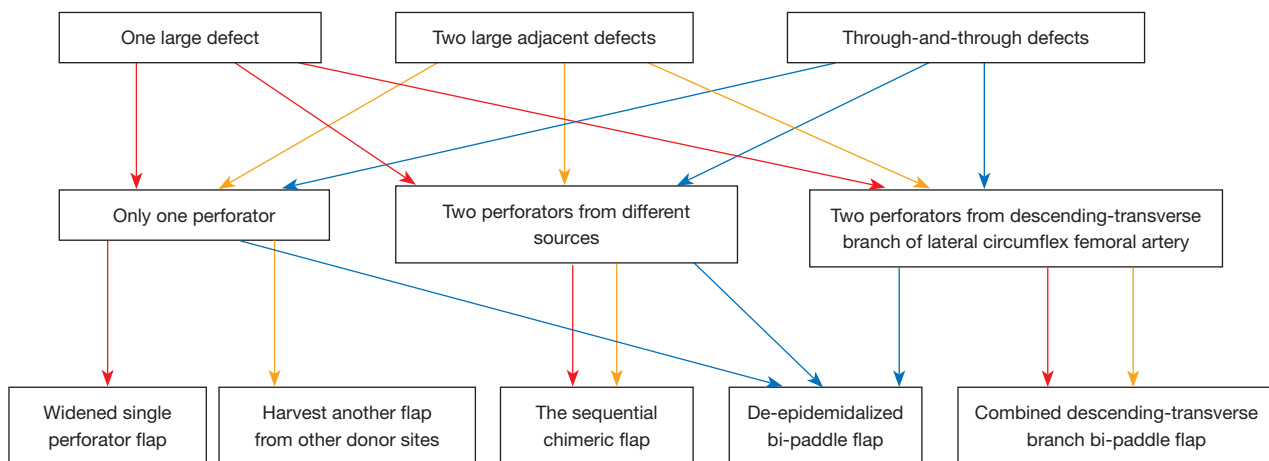 One large defect
Two large adjacent defects
Through-and-through defects
Only one perforator
Two perforators from different
sources
Two perforators from descending-transverse
branch of lateral circumflex femoral artery
Widened single
perforator flap
Harvest another flap
from other donor sites
The sequential
chimeric flap
De-epidemidalized
bi-paddle flap
Combined descending-transverse
branch bi-paddle flap